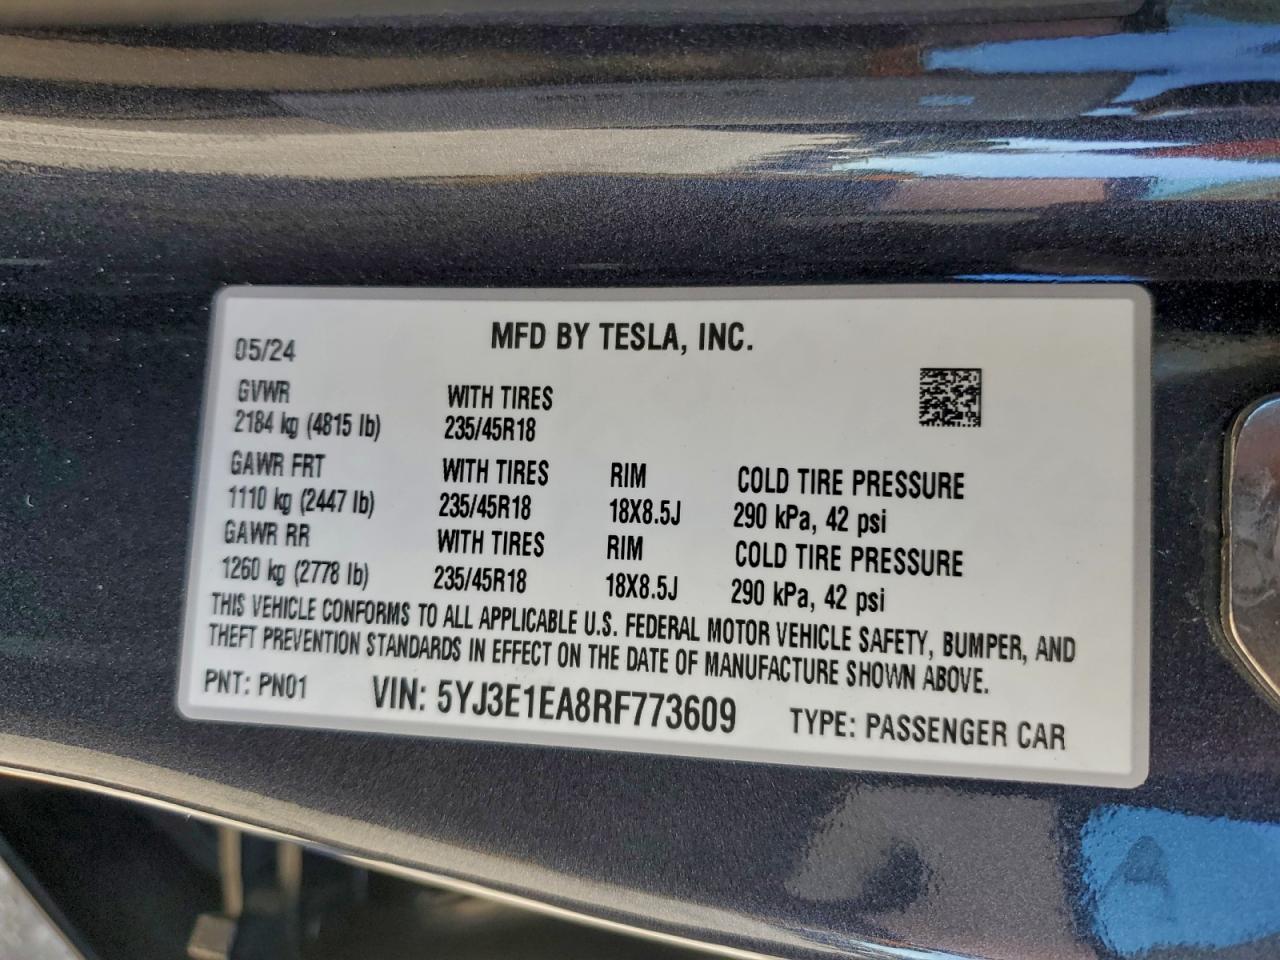 MFD BY TESLA, INC.
05/24
GVWR WITH TIRES
2184 kg (4815 lb) 235/45R18
GAWR FRT WITH TIRES RIM COLD TIRE PRESSURE
1110 kg (2447 lb) 235/45R18 18X8.5J 290 kPa, 42 psi
GAWR RR WITH TIRES RIM COLD TIRE PRESSURE
1260 kg (2778 lb) 235/45R18 18X8.5J 290 kPa, 42 psi
THIS VEHICLE CONFORMS TO ALL APPLICABLE U.S. FEDERAL MOTOR VEHICLE SAFETY, BUMPER, AND
THEFT PREVENTION STANDARDS IN EFFECT ON THE DATE OF MANUFACTURE SHOWN ABOVE.
PNT: PN01 VIN: 5YJ3E1EA8RF773609 TYPE: PASSENGER CAR